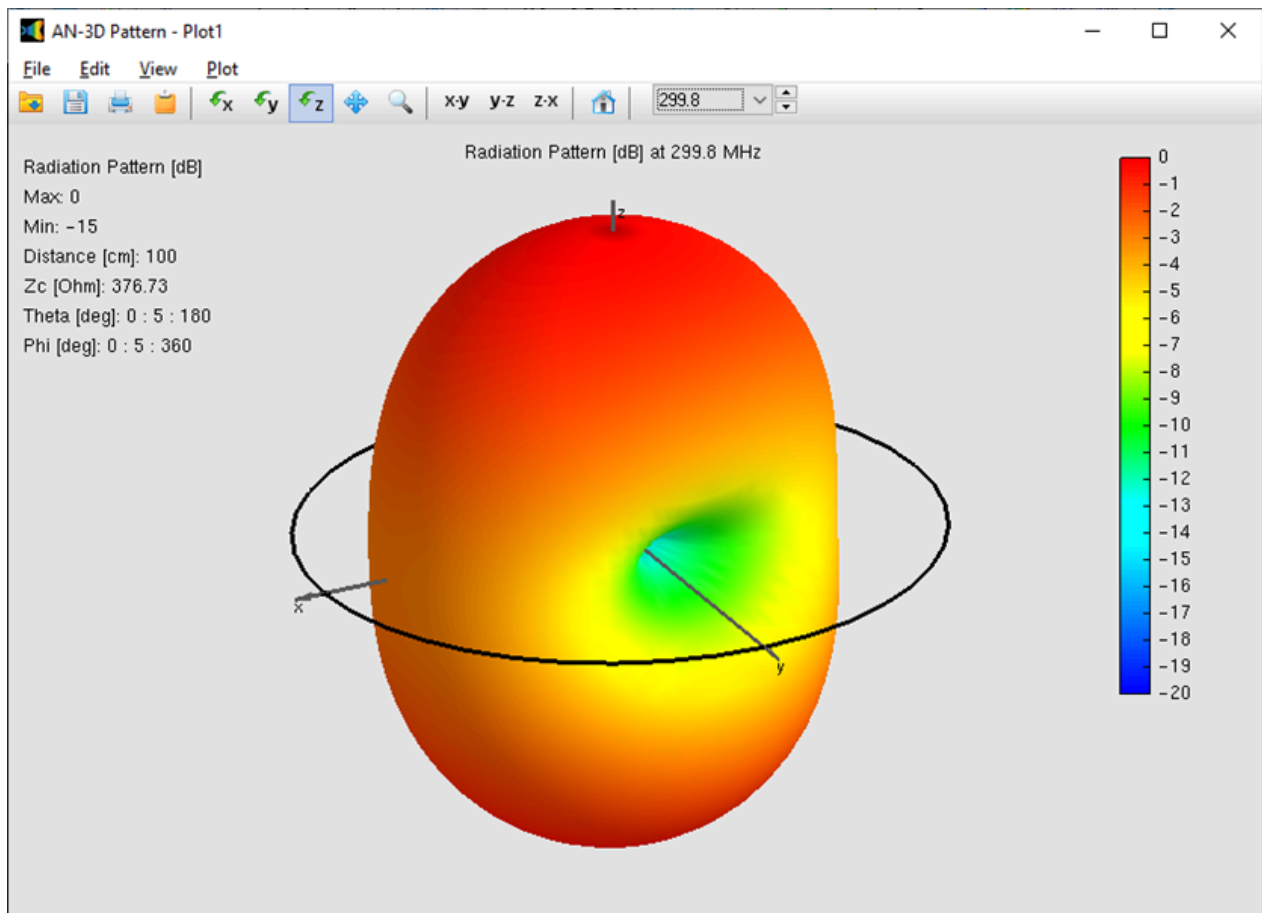 AN-3D Pattern - Plot1
File Edit View Plot
x y z x-y y-z z-x 299.8
Radiation Pattern [dB] at 299.8 MHz
Radiation Pattern [dB]
Max: 0
Min: -15
Distance [cm]: 100
Zc [Ohm]: 376.73
Theta [deg]: 0 : 5 : 180
Phi [deg]: 0 : 5 : 360
z
x
y
0
-1
-2
-3
-4
-5
-6
-7
-8
-9
-10
-11
-12
-13
-14
-15
-16
-17
-18
-19
-20